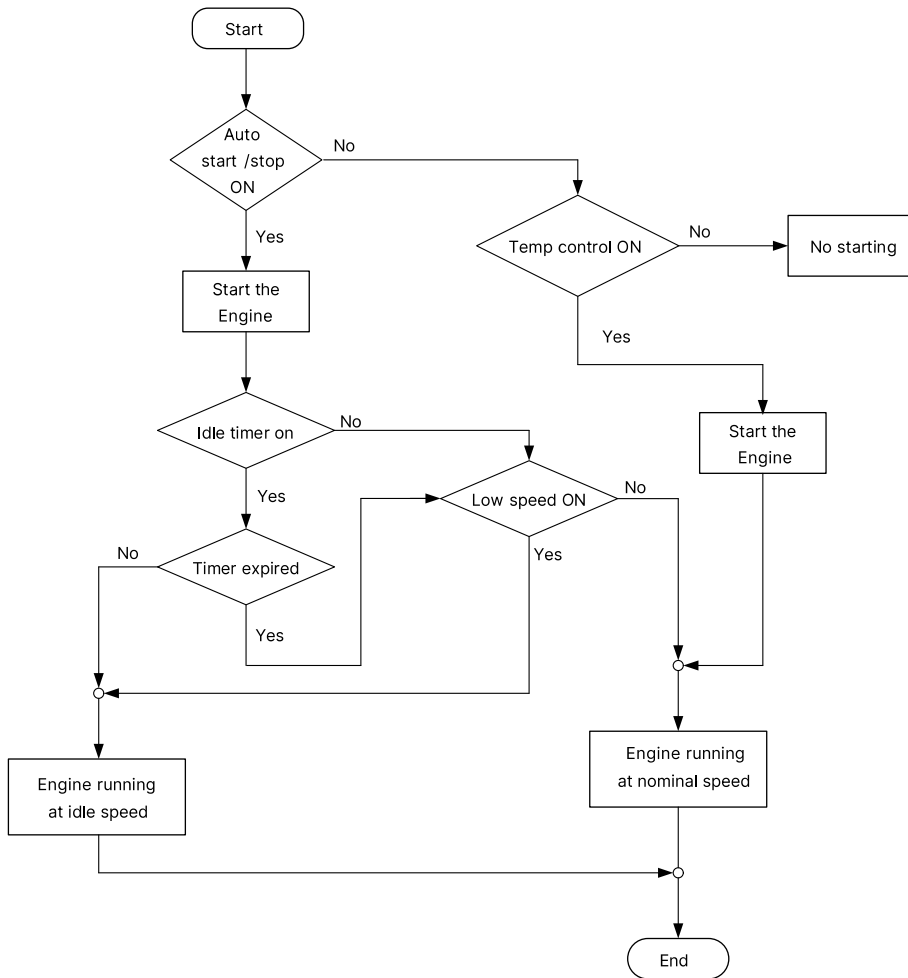 Start
Auto
start /stop
ON
No
Yes
Temp control ON
No
No starting
Start the
Engine
Yes
Idle timer on
No
Start the
Engine
Yes
Low speed ON
No
No
Timer expired
Yes
Yes
Engine running
at nominal speed
Engine running
at idle speed
End